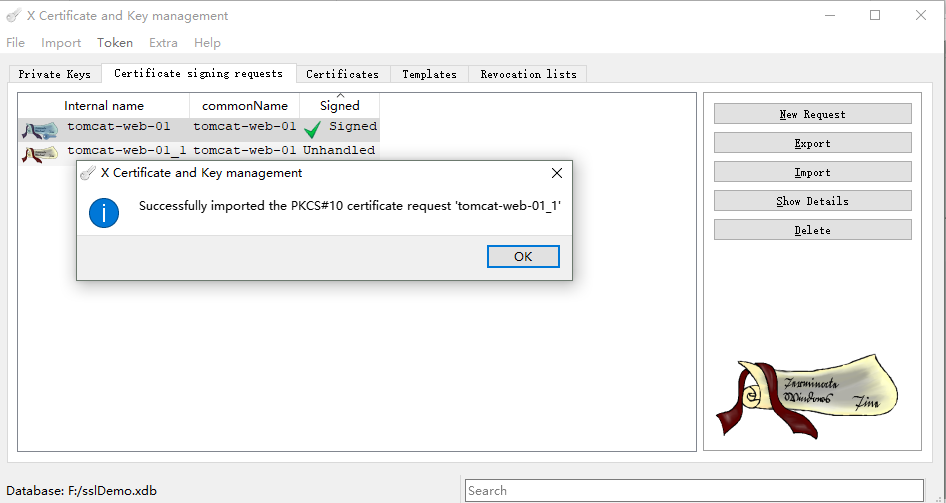 X Certificate and Key management
File Import Token Extra Help
Private Keys Certificate signing requests Certificates Templates Revocation lists
Internal name commonName Signed
tomcat-web-01 tomcat-web-01 Signed
tomcat-web-01_1 tomcat-web-01 Unhandled
X Certificate and Key management
Successfully imported the PKCS#10 certificate request 'tomcat-web-01_1'
OK
New Request
Export
Import
Show Details
Delete
Terminate
Windows
Time
Database: F:/sslDemo.xdb
Search